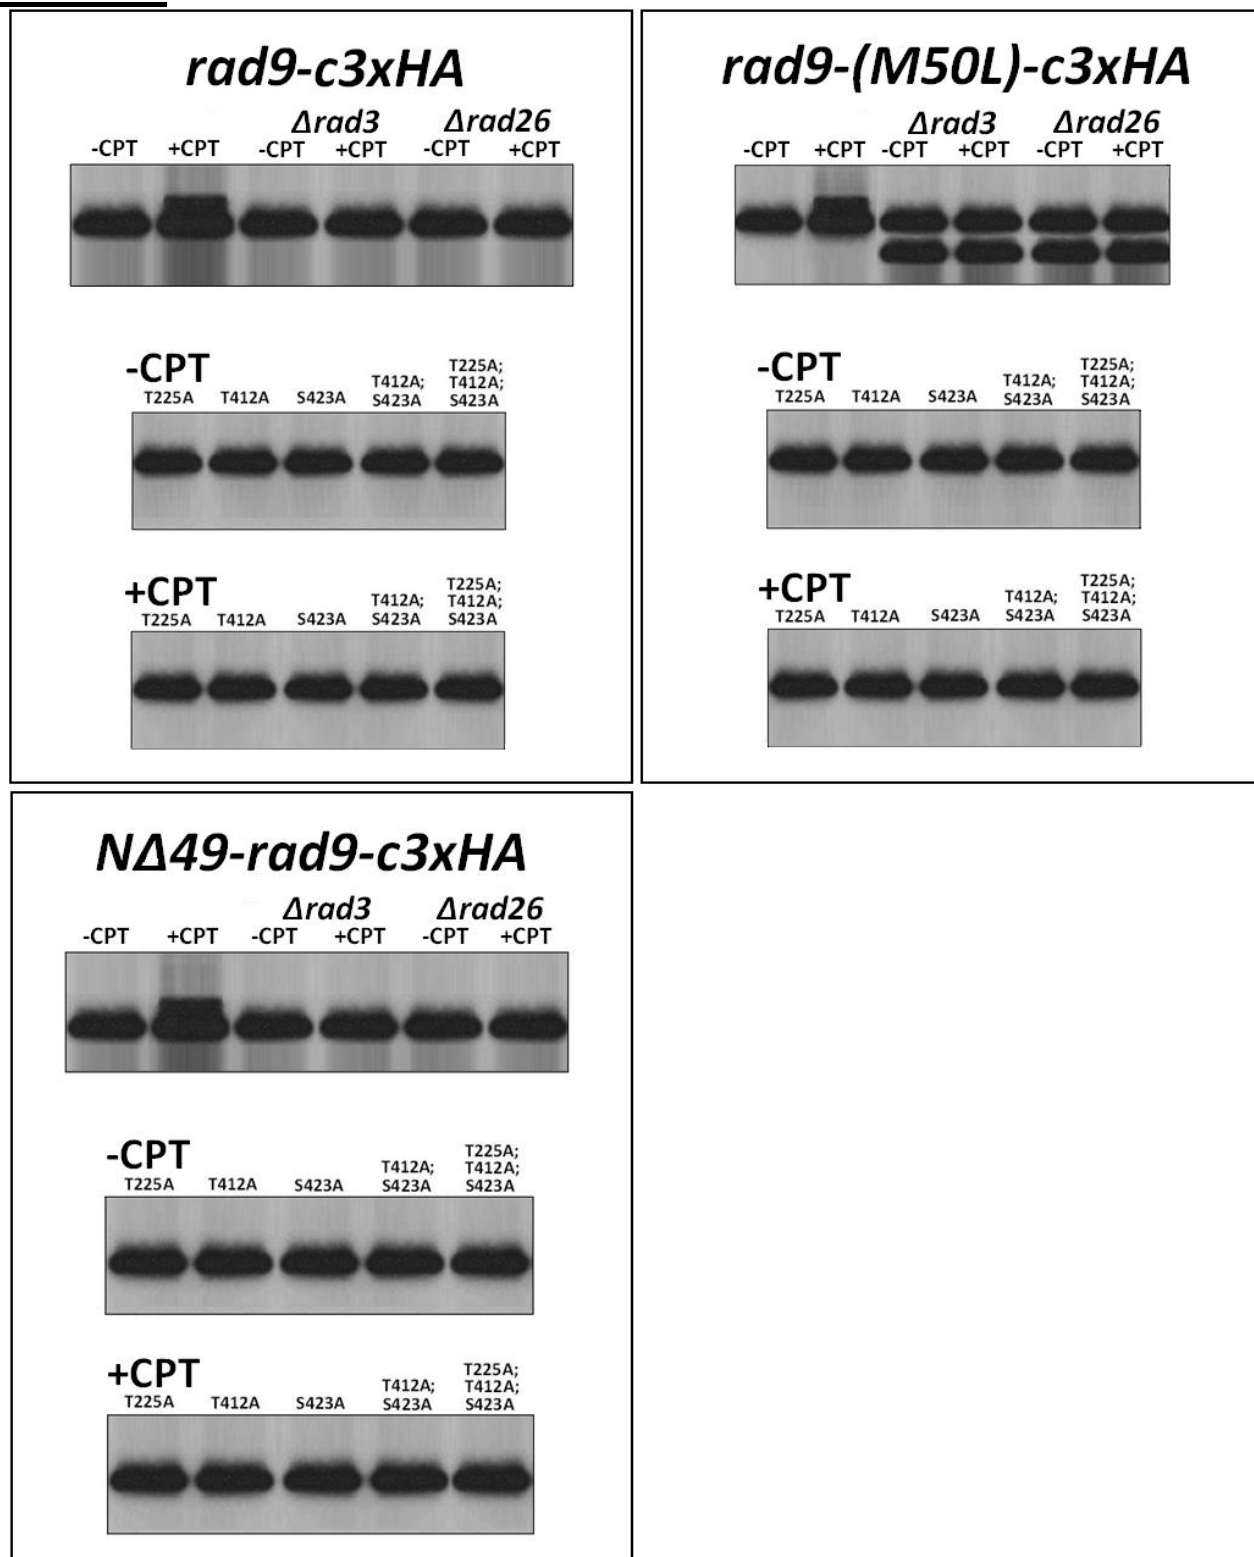 rad9-c3xHA
Δrad3 Δrad26
-CPT +CPT -CPT +CPT -CPT +CPT
-CPT
T225A T412A S423A T412A; S423A T225A; T412A; S423A
+CPT
T225A T412A S423A T412A; S423A T225A; T412A; S423A
rad9-(M50L)-c3xHA
Δrad3 Δrad26
-CPT +CPT -CPT +CPT -CPT +CPT
-CPT
T225A T412A S423A T412A; S423A T225A; T412A; S423A
+CPT
T225A T412A S423A T412A; S423A T225A; T412A; S423A
NΔ49-rad9-c3xHA
Δrad3 Δrad26
-CPT +CPT -CPT +CPT -CPT +CPT
-CPT
T225A T412A S423A T412A; S423A T225A; T412A; S423A
+CPT
T225A T412A S423A T412A; S423A T225A; T412A; S423A